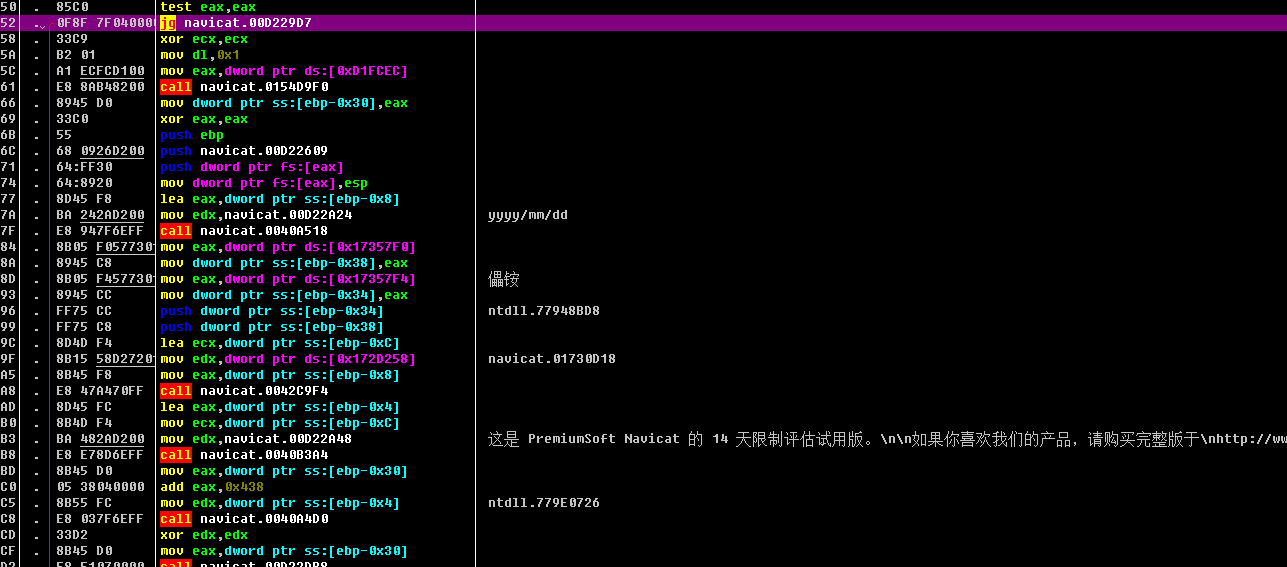 50 . 85C0 test eax,eax
52 . 0F8F 7F040000 jg navicat.00D229D7
58 . 33C9 xor ecx,ecx
5A . B2 01 mov dl,0x1
5C . A1 ECFCD100 mov eax,dword ptr ds:[0xD1FCEC]
61 . E8 8AB48200 call navicat.0154D9F0
66 . 8945 D0 mov dword ptr ss:[ebp-0x30],eax
69 . 33C0 xor eax,eax
6B . 55 push ebp
6C . 68 0926D200 push navicat.00D22609
71 . 64:FF30 push dword ptr fs:[eax]
74 . 64:8920 mov dword ptr fs:[eax],esp
77 . 8D45 F8 lea eax,dword ptr ss:[ebp-0x8]
7A . BA 242AD200 mov edx,navicat.00D22A24 yyyy/mm/dd
7F . E8 947F6EFF call navicat.0040A518
84 . 8B05 F0577301 mov eax,dword ptr ds:[0x17357F0]
8A . 8945 C8 mov dword ptr ss:[ebp-0x38],eax
8D . 8B05 F4577301 mov eax,dword ptr ds:[0x17357F4]
93 . 8945 CC mov dword ptr ss:[ebp-0x34],eax
96 . FF75 CC push dword ptr ss:[ebp-0x34] ntdll.77948BD8
99 . FF75 C8 push dword ptr ss:[ebp-0x38]
9C . 8D4D F4 lea ecx,dword ptr ss:[ebp-0xC]
9F . 8B15 58D27201 mov edx,dword ptr ds:[0x172D258] navicat.01730D18
A5 . 8B45 F8 mov eax,dword ptr ss:[ebp-0x8]
A8 . E8 47A470FF call navicat.0042C9F4
AD . 8D45 FC lea eax,dword ptr ss:[ebp-0x4]
B0 . 8B4D F4 mov ecx,dword ptr ss:[ebp-0xC]
B3 . BA 482AD200 mov edx,navicat.00D22A48 这是 PremiumSoft Navicat 的 14 天限制评估试用版。\n\n如果你喜欢我们的产品，请购买完整版于\nhttp://ww
B8 . E8 E78D6EFF call navicat.0040B3A4
BD . 8B45 D0 mov eax,dword ptr ss:[ebp-0x30]
C0 . 05 38040000 add eax,0x438
C5 . 8B55 FC mov edx,dword ptr ss:[ebp-0x4] ntdll.779E0726
C8 . E8 037F6EFF call navicat.0040A4D0
CD . 33D2 xor edx,edx
CF . 8B45 D0 mov eax,dword ptr ss:[ebp-0x30]